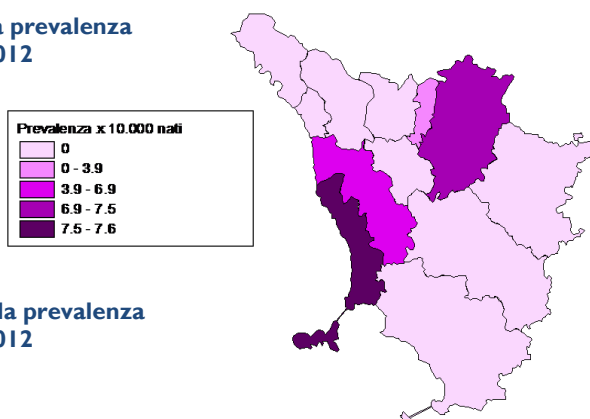 a prevalenza
012
Prevalenza x 10.000 nati
0
0 - 3.9
3.9 - 6.9
6.9 - 7.5
7.5 - 7.6
la prevalenza
012